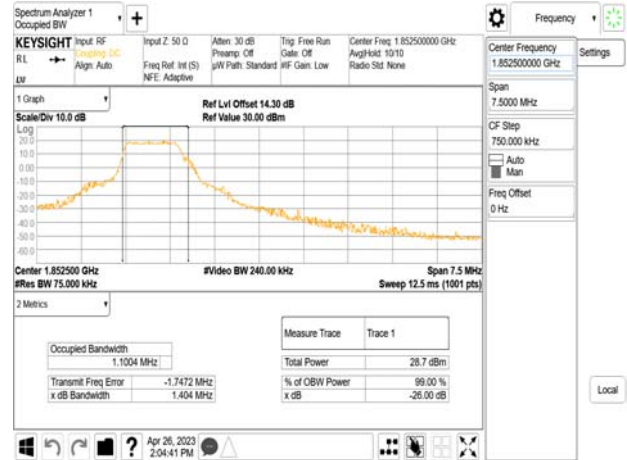 Spectrum Analyzer 1
Occupied BW
+
Frequency
KEYSIGHT
RL
LXI
Input: RF
Coupling: DC
Align: Auto
Input Z: 50 Ω
Freq Ref: Int (S)
NFE: Adaptive
Atten: 30 dB
Preamp: Off
µW Path: Standard
Trig: Free Run
Gate: Off
#IF Gain: Low
Center Freq: 1.852500000 GHz
Avg|Hold: 10/10
Radio Std: None
Center Frequency
1.852500000 GHz
Settings
Span
7.5000 MHz
CF Step
750.000 kHz
Auto
Man
Freq Offset
0 Hz
Local
1 Graph
Scale/Div 10.0 dB
Ref Lvl Offset 14.30 dB
Ref Value 30.00 dBm
Log
20.0
10.0
0.00
-10.0
-20.0
-30.0
-40.0
-50.0
-60.0
Center 1.852500 GHz
#Res BW 75.000 kHz
#Video BW 240.00 kHz
Span 7.5 MHz
Sweep 12.5 ms (1001 pts)
2 Metrics
Measure Trace Trace 1
Occupied Bandwidth
1.1004 MHz
Total Power 28.7 dBm
Transmit Freq Error -1.7472 MHz
% of OBW Power 99.00 %
x dB Bandwidth 1.404 MHz
x dB -26.00 dB
?
Apr 26, 2023
2:04:41 PM